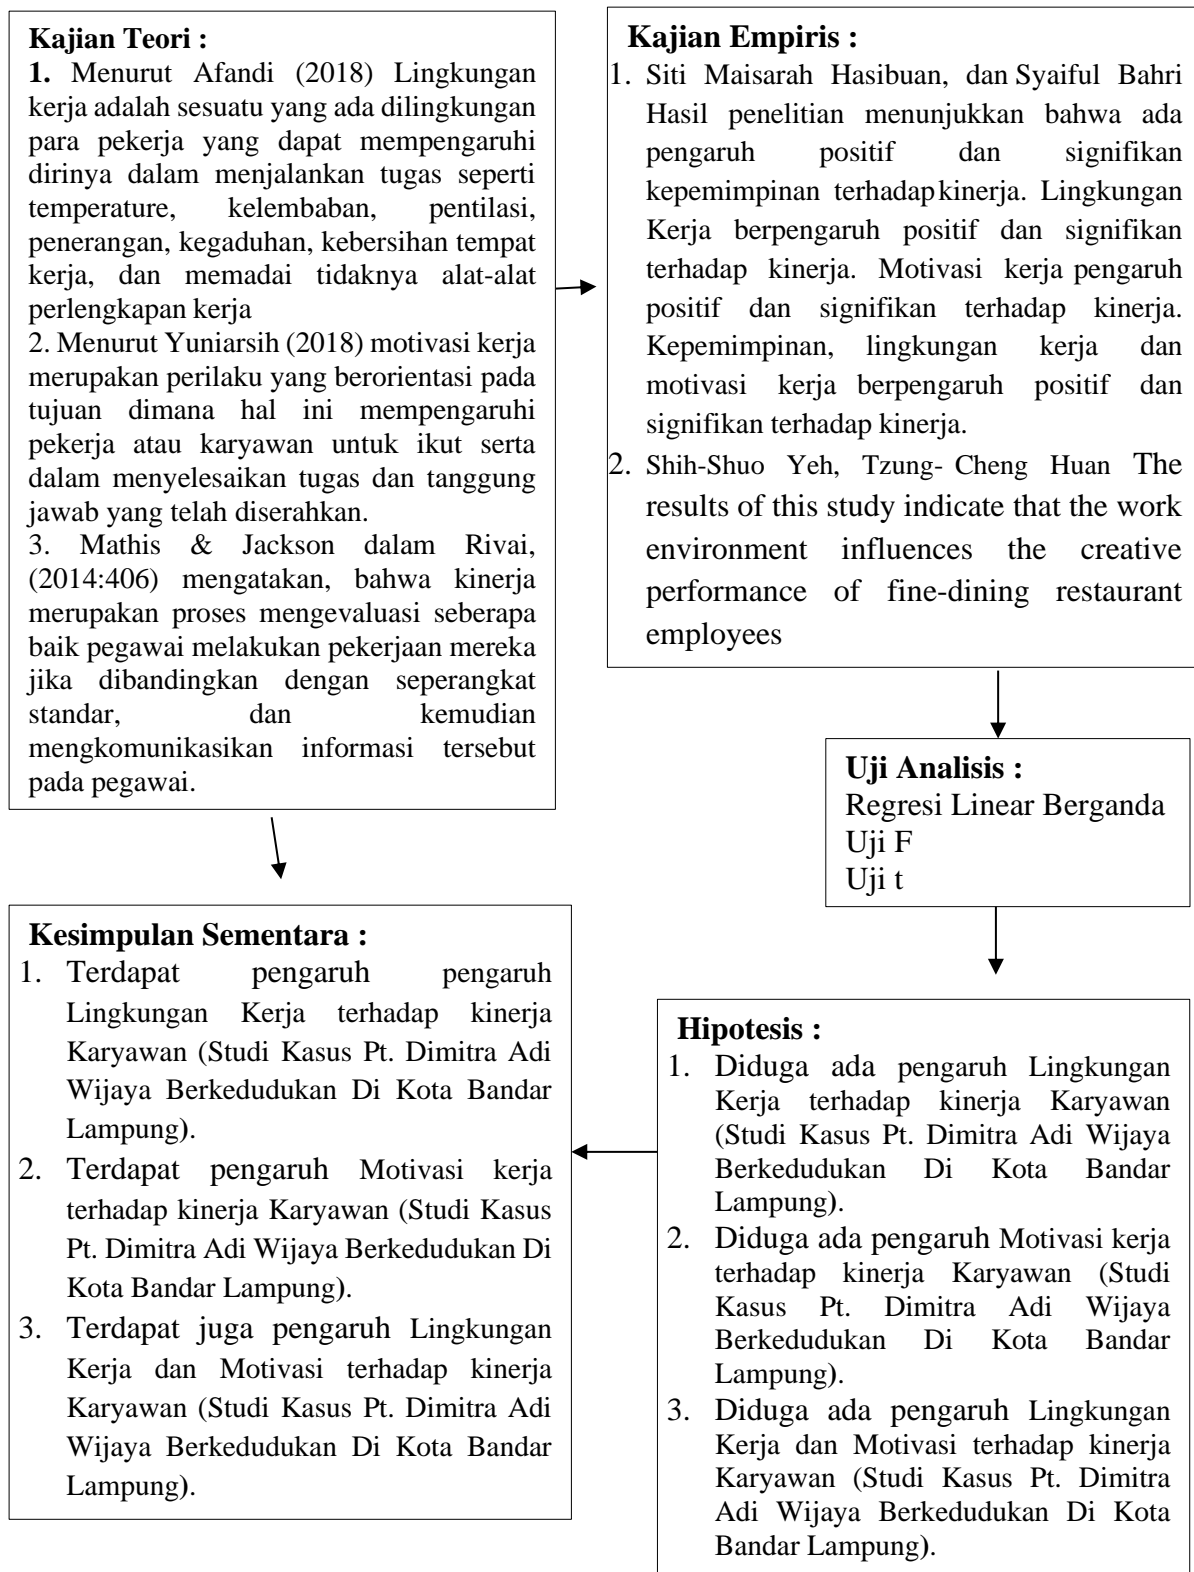 Kajian Teori :
1. Menurut Afandi (2018) Lingkungan
kerja adalah sesuatu yang ada dilingkungan
para pekerja yang dapat mempengaruhi
dirinya dalam menjalankan tugas seperti
temperature, kelembaban, pentilasi,
penerangan, kegaduhan, kebersihan tempat
kerja, dan memadai tidaknya alat-alat
perlengkapan kerja
2. Menurut Yuniarsih (2018) motivasi kerja
merupakan perilaku yang berorientasi pada
tujuan dimana hal ini mempengaruhi
pekerja atau karyawan untuk ikut serta
dalam menyelesaikan tugas dan tanggung
jawab yang telah diserahkan.
3. Mathis & Jackson dalam Rivai,
(2014:406) mengatakan, bahwa kinerja
merupakan proses mengevaluasi seberapa
baik pegawai melakukan pekerjaan mereka
jika dibandingkan dengan seperangkat
standar, dan kemudian
mengkomunikasikan informasi tersebut
pada pegawai.
Kajian Empiris :
1. Siti Maisarah Hasibuan, dan Syaiful Bahri
Hasil penelitian menunjukkan bahwa ada
pengaruh positif dan signifikan
kepemimpinan terhadap kinerja. Lingkungan
Kerja berpengaruh positif dan signifikan
terhadap kinerja. Motivasi kerja pengaruh
positif dan signifikan terhadap kinerja.
Kepemimpinan, lingkungan kerja dan
motivasi kerja berpengaruh positif dan
signifikan terhadap kinerja.
2. Shih-Shuo Yeh, Tzung- Cheng Huan The
results of this study indicate that the work
environment influences the creative
performance of fine-dining restaurant
employees
Uji Analisis :
Regresi Linear Berganda
Uji F
Uji t
Hipotesis :
1. Diduga ada pengaruh Lingkungan
Kerja terhadap kinerja Karyawan
(Studi Kasus Pt. Dimitra Adi Wijaya
Berkedudukan Di Kota Bandar
Lampung).
2. Diduga ada pengaruh Motivasi kerja
terhadap kinerja Karyawan (Studi
Kasus Pt. Dimitra Adi Wijaya
Berkedudukan Di Kota Bandar
Lampung).
3. Diduga ada pengaruh Lingkungan
Kerja dan Motivasi terhadap kinerja
Karyawan (Studi Kasus Pt. Dimitra
Adi Wijaya Berkedudukan Di Kota
Bandar Lampung).
Kesimpulan Sementara :
1. Terdapat pengaruh pengaruh
Lingkungan Kerja terhadap kinerja
Karyawan (Studi Kasus Pt. Dimitra Adi
Wijaya Berkedudukan Di Kota Bandar
Lampung).
2. Terdapat pengaruh Motivasi kerja
terhadap kinerja Karyawan (Studi Kasus
Pt. Dimitra Adi Wijaya Berkedudukan Di
Kota Bandar Lampung).
3. Terdapat juga pengaruh Lingkungan
Kerja dan Motivasi terhadap kinerja
Karyawan (Studi Kasus Pt. Dimitra Adi
Wijaya Berkedudukan Di Kota Bandar
Lampung).